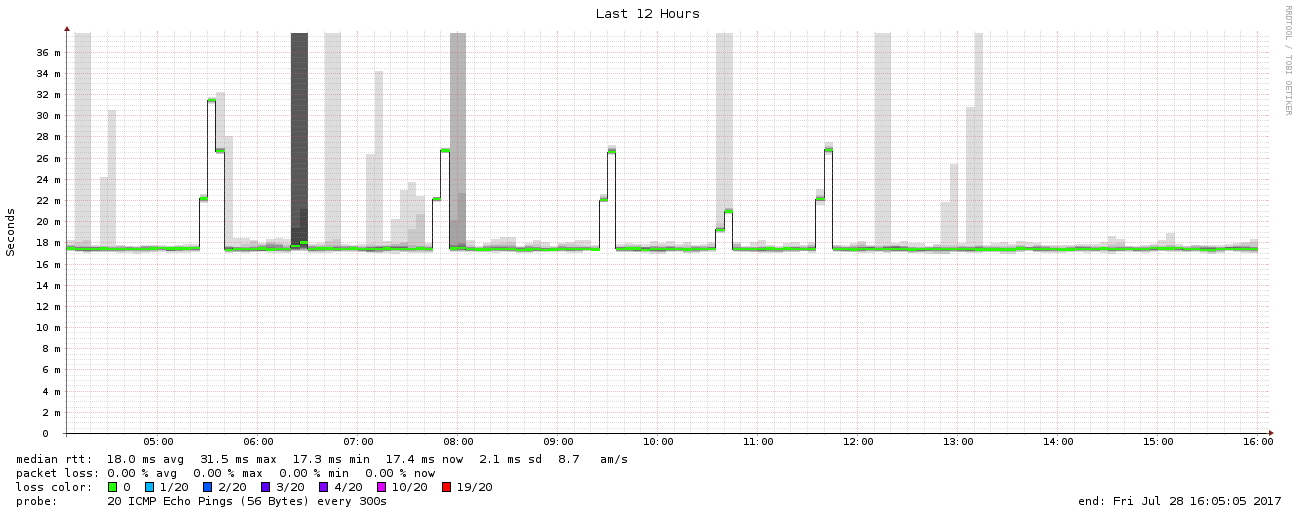 Last 12 Hours
RRDTOOL / TOBI OETIKER
Seconds
36 m
34 m
32 m
30 m
28 m
26 m
24 m
22 m
20 m
18 m
16 m
14 m
12 m
10 m
8 m
6 m
4 m
2 m
0
05:00 06:00 07:00 08:00 09:00 10:00 11:00 12:00 13:00 14:00 15:00 16:00
median rtt: 18.0 ms avg 31.5 ms max 17.3 ms min 17.4 ms now 2.1 ms sd 8.7 am/s
packet loss: 0.00 % avg 0.00 % max 0.00 % min 0.00 % now
loss color: 0 1/20 2/20 3/20 4/20 10/20 19/20
probe: 20 ICMP Echo Pings (56 Bytes) every 300s end: Fri Jul 28 16:05:05 2017